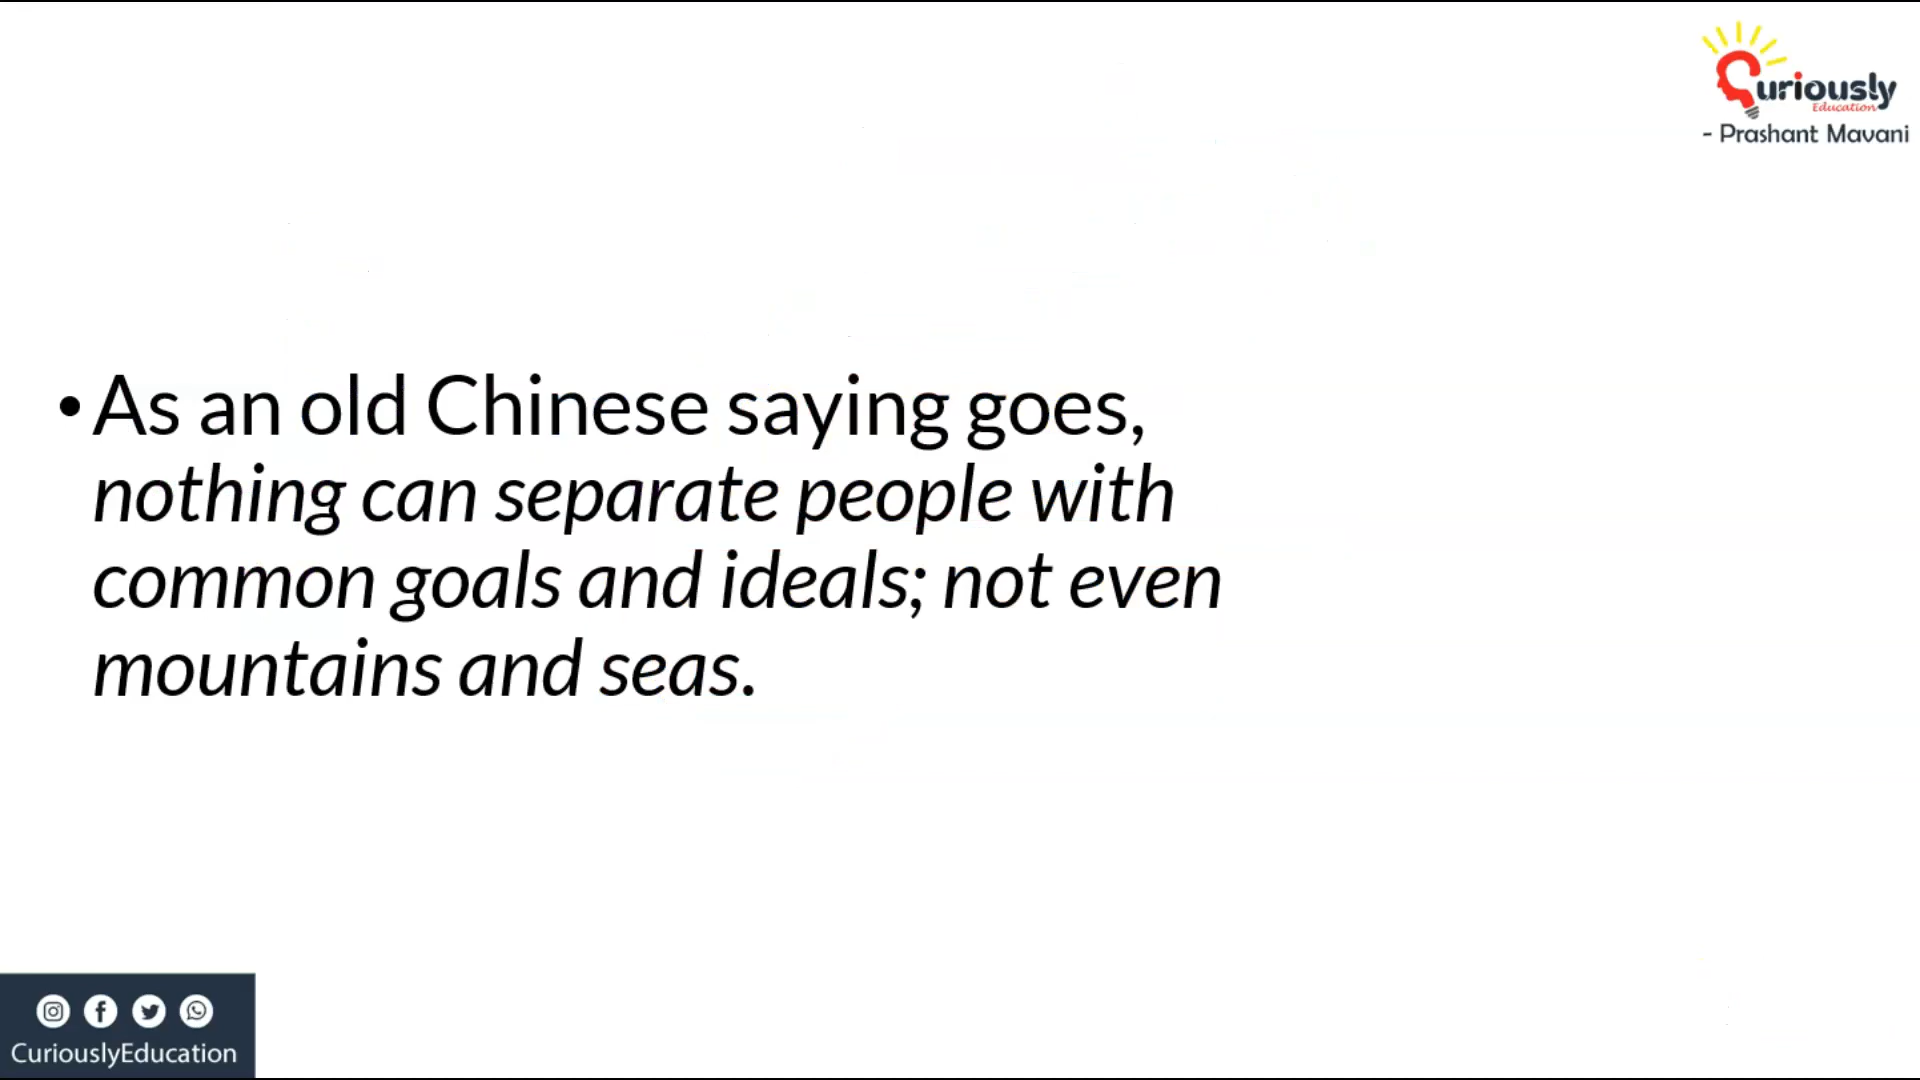 Curiously
Education
- Prashant Mavani
•As an old Chinese saying goes,
nothing can separate people with
common goals and ideals; not even
mountains and seas.
CuriouslyEducation